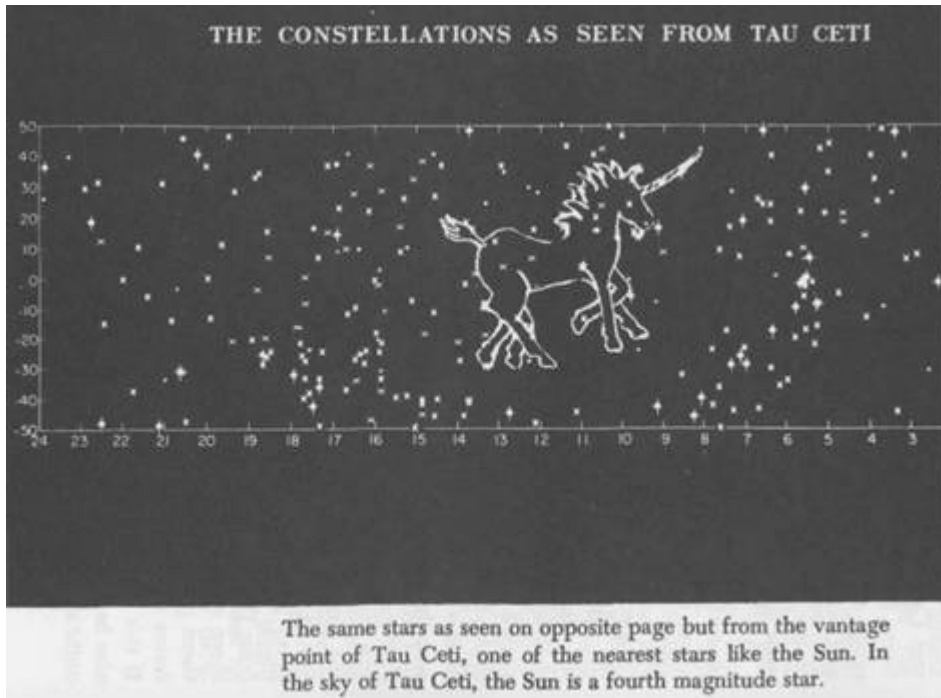 THE CONSTELLATIONS AS SEEN FROM TAU CETI
50
40
30
20
10
0
-10
-20
-30
-40
-50
24 23 22 21 20 19 18 17 16 15 14 13 12 11 10 9 8 7 6 5 4 3
The same stars as seen on opposite page but from the vantage
point of Tau Ceti, one of the nearest stars like the Sun. In
the sky of Tau Ceti, the Sun is a fourth magnitude star.